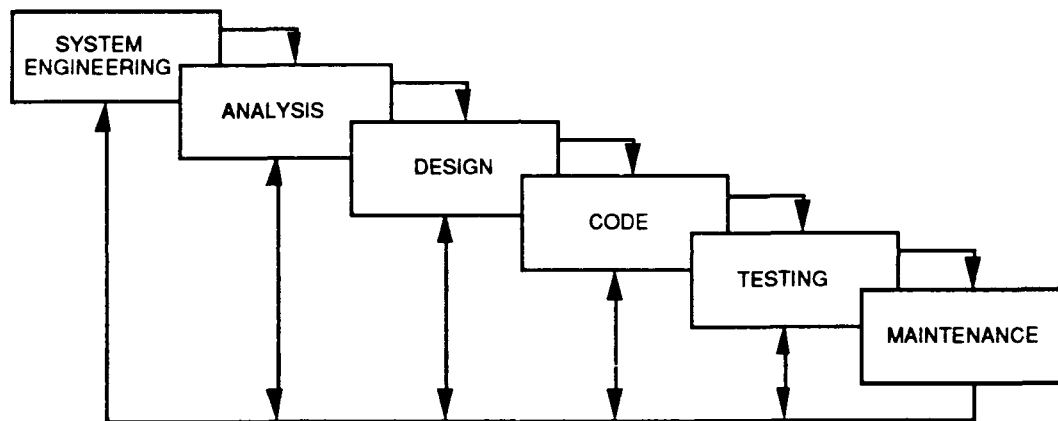 SYSTEM
ENGINEERING
ANALYSIS
DESIGN
CODE
TESTING
MAINTENANCE